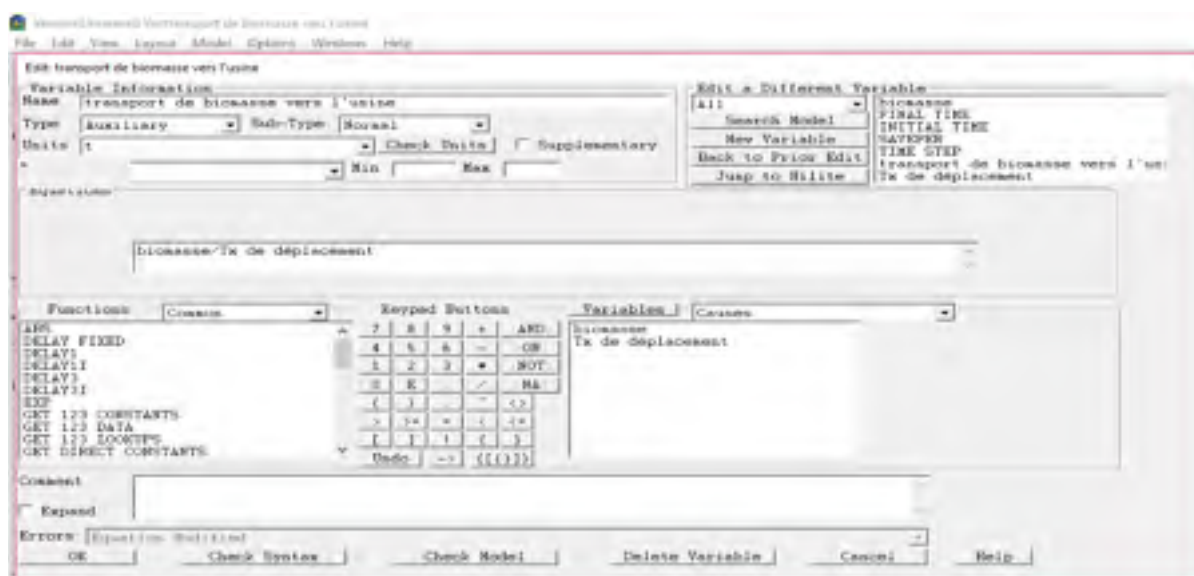 File Edit View Layout Model Options Windows Help
Edit: transport de biomasse vers l'usine
Variable Information
Name transport de biomasse vers l'usine
Type Auxiliary Sub-Type Normal
Units t Check Units Supplementary
Min Max
Edit a Different Variable
All
Search Model
New Variable
Back to Prior Edit
Jump to Hilite
biomasse
FINAL TIME
INITIAL TIME
SAVEPER
TIME STEP
transport de biomasse vers l'us:
Tx de déplacement
Equations
biomasse/Tx de déplacement
Functions Common
ABS
DELAY FIXED
DELAY1
DELAY1I
DELAY3
DELAY3I
EXP
GET 123 CONSTANTS
GET 123 DATA
GET 123 LOOKUPS
GET DIRECT CONSTANTS
Keypad Buttons
7 8 9 + :AND:
4 5 6 - :OR:
1 2 3 * :NOT:
0 E . / :NA:
( ) , ^ <>
> >= = < <=
[ ] ! { }
Undo -> {[()]}
Variables Causes
biomasse
Tx de déplacement
Comment
Expand
Errors Equation Modified
OK Check Syntax Check Model Delete Variable Cancel Help